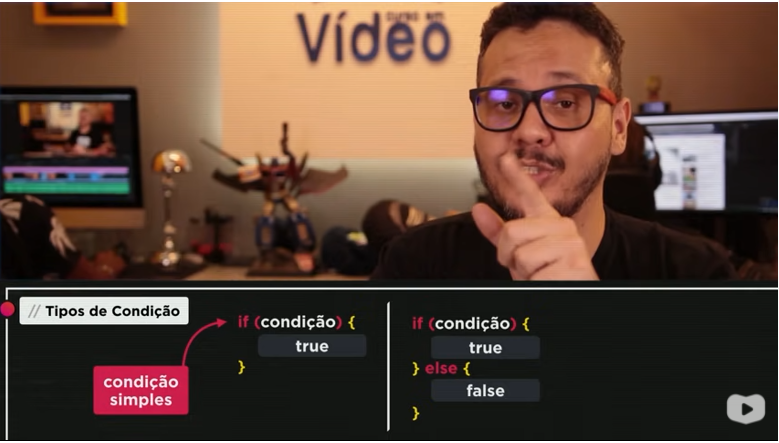 curso em
Vídeo
// Tipos de Condição
condição
simples
if (condição) {
true
}
if (condição) {
true
} else {
false
}